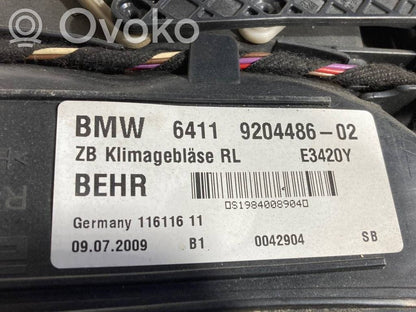 OVOKO
BMW 6411 9204486-02
ZB Klimagebläse RL E3420Y
BEHR
S1984008904
Germany 116116 11
09.07.2009 B1 0042904 SB